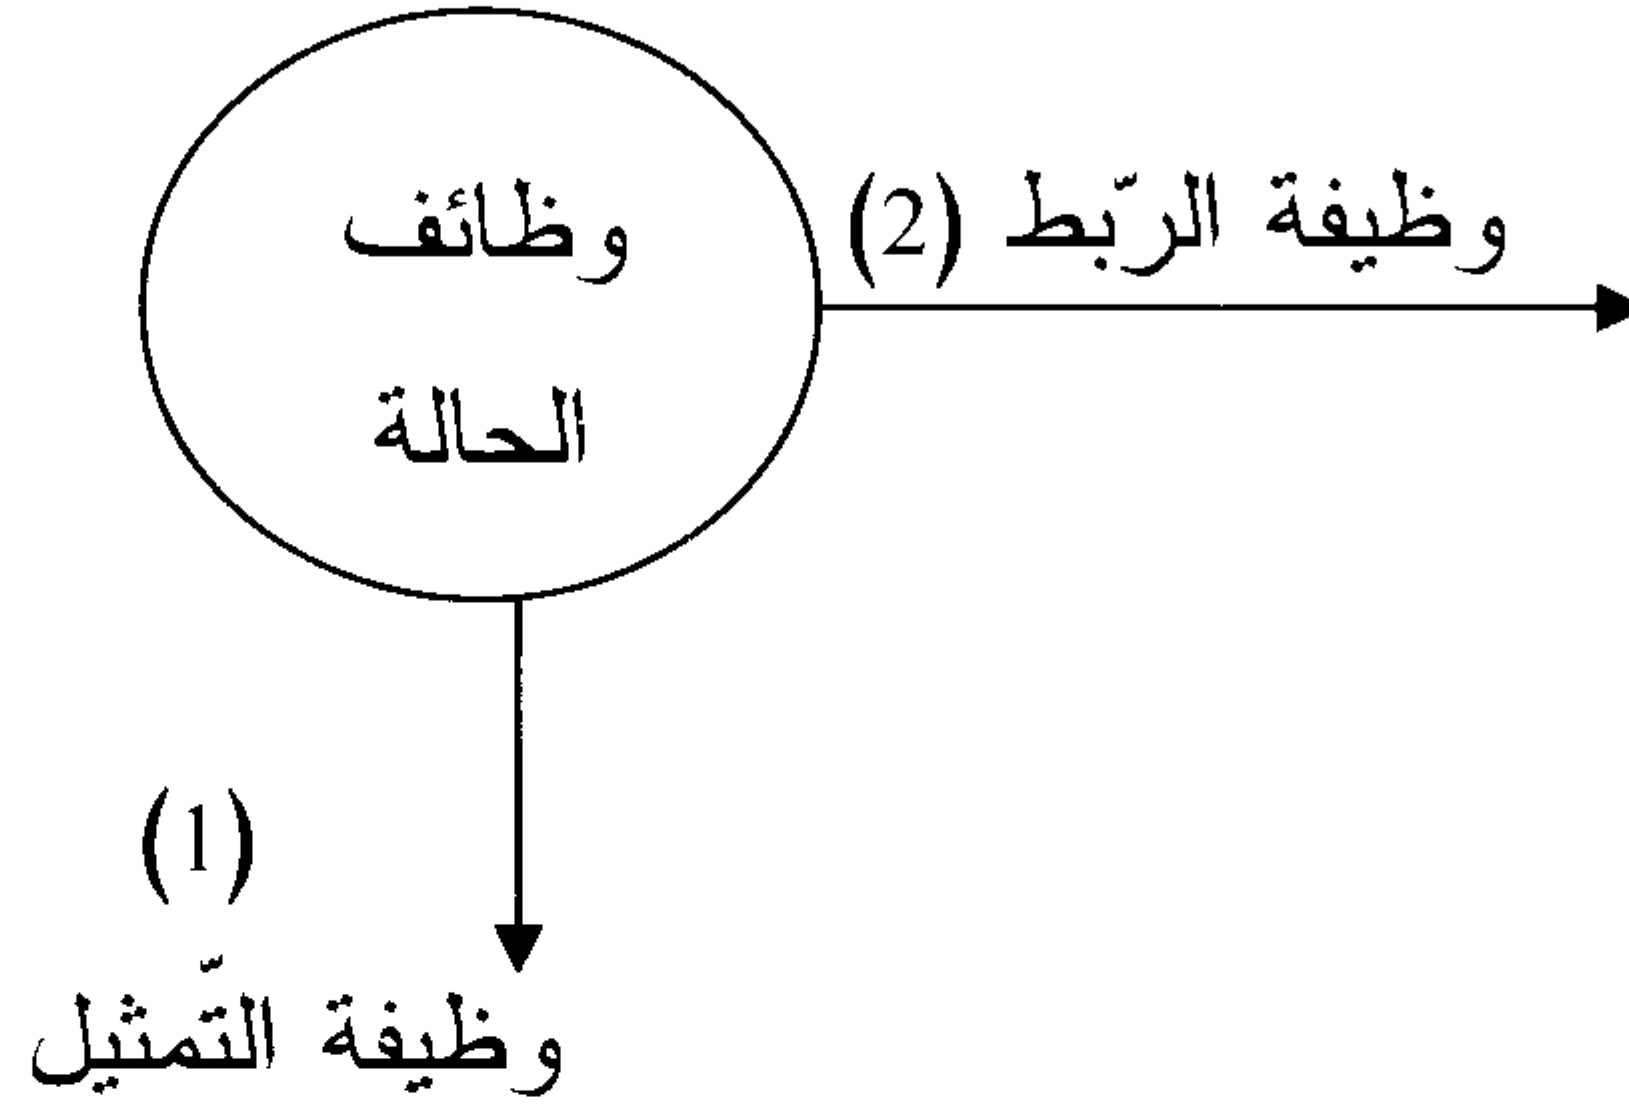 وظائف
الحالة
وظيفة الرّبط (2)
(1)
وظيفة التّمثيل